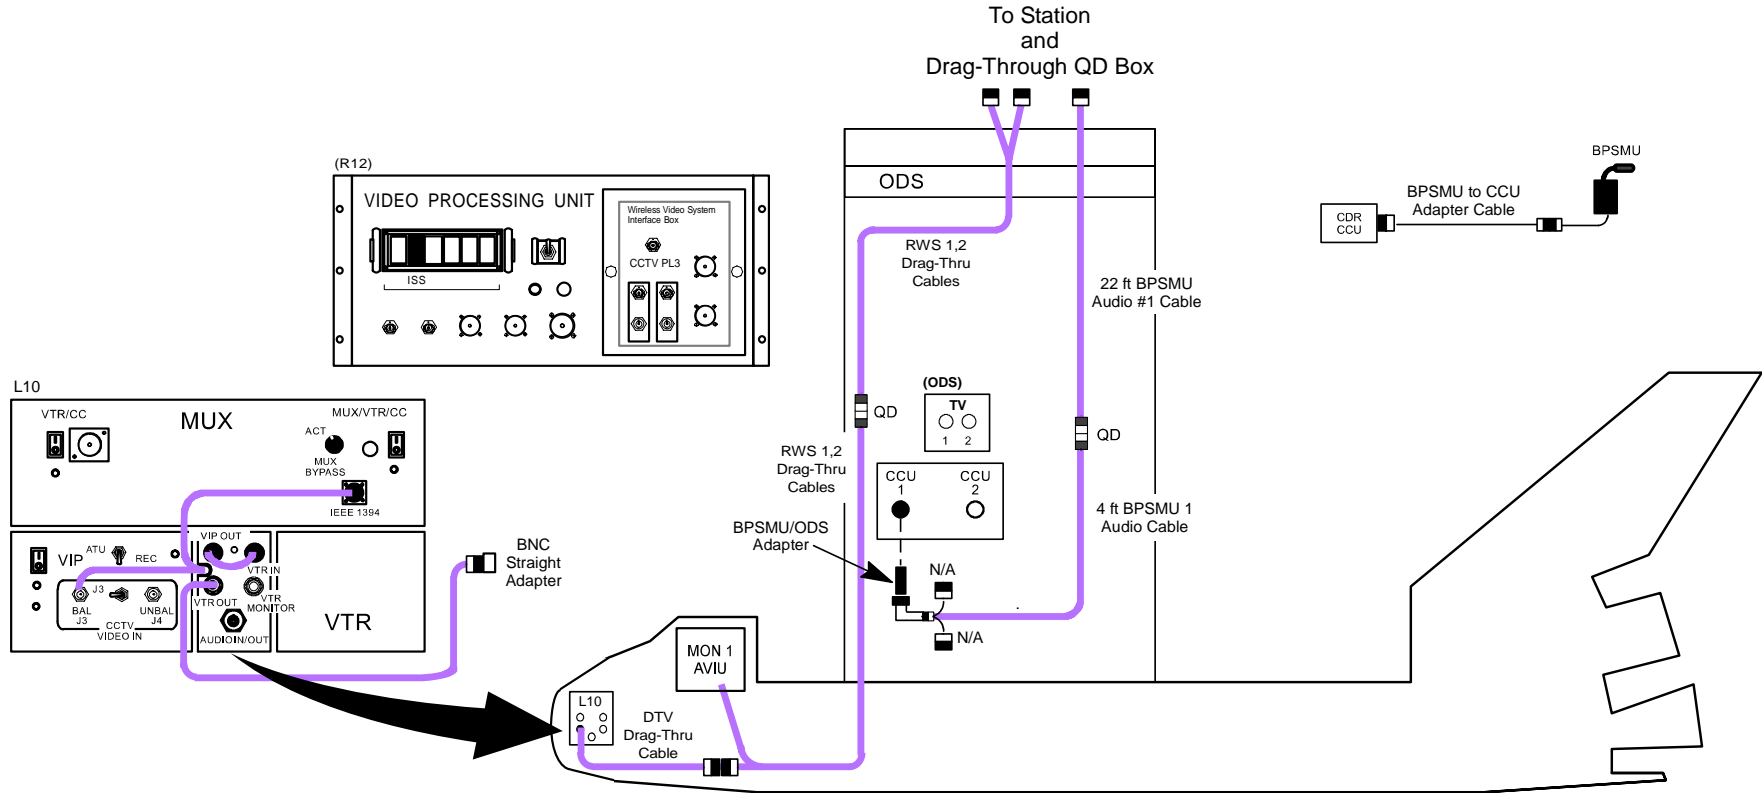 To Station
and
Drag-Through QD Box
(R12)
VIDEO PROCESSING UNIT
Wireless Video System
Interface Box
CCTV PL3
ISS
ODS
RWS 1,2
Drag-Thru
Cables
22 ft BPSMU
Audio #1 Cable
BPSMU
BPSMU to CCU
Adapter Cable
CDR
CCU
L10
VTR/CC
MUX
MUX/VTR/CC
ACT
MUX
BYPASS
IEEE 1394
VIP
ATU
REC
VIP OUT
VTR IN
J3
BAL
J3
UNBAL
J4
CCTV
VIDEO IN
VTR OUT
VTR
MONITOR
AUDIO IN/OUT
VTR
BNC
Straight
Adapter
(ODS)
TV
1 2
QD
QD
RWS 1,2
Drag-Thru
Cables
CCU
1
CCU
2
4 ft BPSMU 1
Audio Cable
BPSMU/ODS
Adapter
N/A
N/A
MON 1
AVIU
L10
DTV
Drag-Thru
Cable